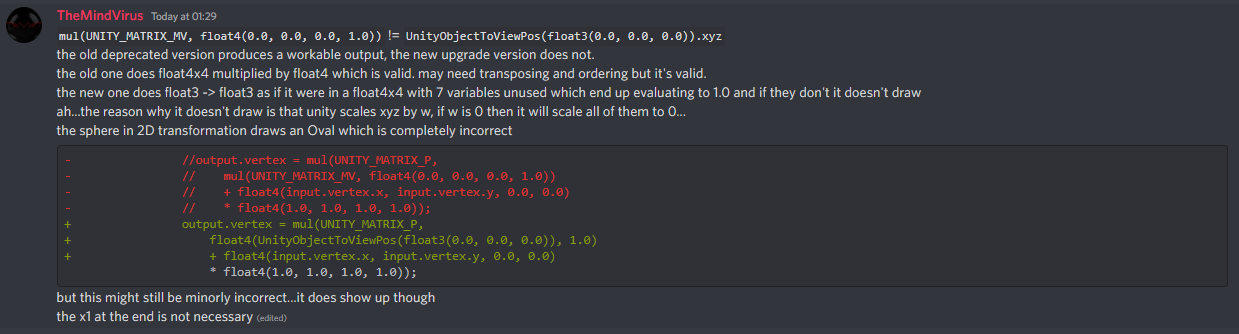 TheMindVirus Today at 01:29
mul(UNITY_MATRIX_MV, float4(0.0, 0.0, 0.0, 1.0)) != UnityObjectToViewPos(float3(0.0, 0.0, 0.0)).xyz
the old deprecated version produces a workable output, the new upgrade version does not.
the old one does float4x4 multiplied by float4 which is valid. may need transposing and ordering but it's valid.
the new one does float3 -> float3 as if it were in a float4x4 with 7 variables unused which end up evaluating to 1.0 and if they don't it doesn't draw
ah...the reason why it doesn't draw is that unity scales xyz by w, if w is 0 then it will scale all of them to 0...
the sphere in 2D transformation draws an Oval which is completely incorrect
- //output.vertex = mul(UNITY_MATRIX_P,
- // mul(UNITY_MATRIX_MV, float4(0.0, 0.0, 0.0, 1.0))
- // + float4(input.vertex.x, input.vertex.y, 0.0, 0.0)
- // * float4(1.0, 1.0, 1.0, 1.0));
+ output.vertex = mul(UNITY_MATRIX_P,
+ float4(UnityObjectToViewPos(float3(0.0, 0.0, 0.0)), 1.0)
+ + float4(input.vertex.x, input.vertex.y, 0.0, 0.0)
* float4(1.0, 1.0, 1.0, 1.0));
but this might still be minorly incorrect...it does show up though
the x1 at the end is not necessary (edited)